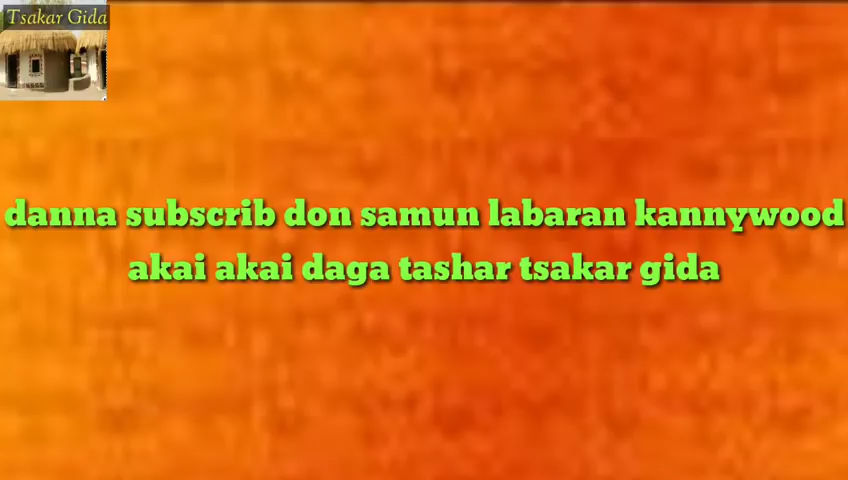 Tsakar Gida
danna subscrib don samun labaran kannywood
akai akai daga tashar tsakar gida